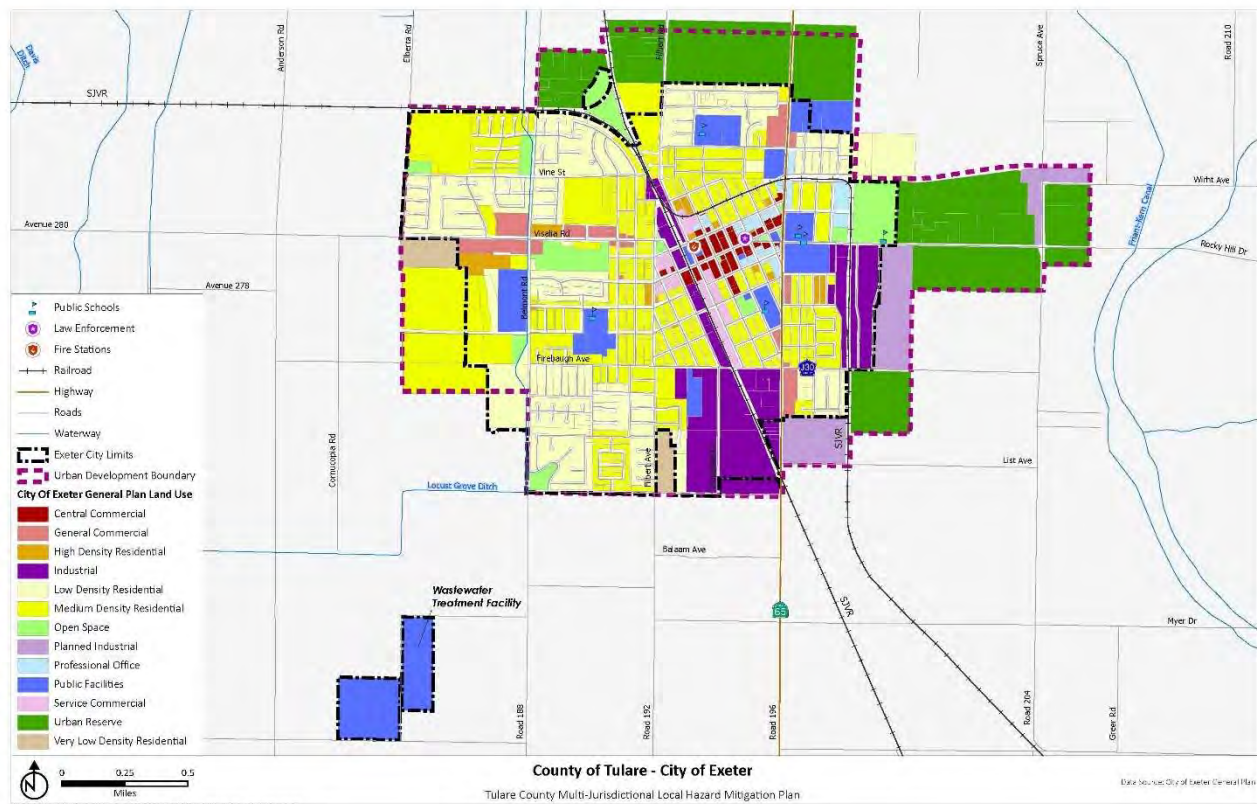 Davis
Ditch
Anderson Rd
Elberta Rd
Filbert Rd
Spruce Ave
Road 210
SJVR
Vine St
Wirht Ave
Friant-Kern Canal
Avenue 280
Visalia Rd
Rocky Hill Dr
Avenue 278
Belmont Rd
Firebaugh Ave
J30
SJVR
Cornucopia Rd
Filbert Ave
List Ave
Locust Grove Ditch
Balaam Ave
Wastewater
Treatment Facility
SJVR
65
Myer Dr
Road 188
Road 192
Road 196
Road 204
Greer Rd
Public Schools
Law Enforcement
Fire Stations
Railroad
Highway
Roads
Waterway
Exeter City Limits
Urban Development Boundary
City Of Exeter General Plan Land Use
Central Commercial
General Commercial
High Density Residential
Industrial
Low Density Residential
Medium Density Residential
Open Space
Planned Industrial
Professional Office
Public Facilities
Service Commercial
Urban Reserve
Very Low Density Residential
N
0 0.25 0.5
Miles
County of Tulare - City of Exeter
Tulare County Multi-Jurisdictional Local Hazard Mitigation Plan
Data Source: City of Exeter General Plan